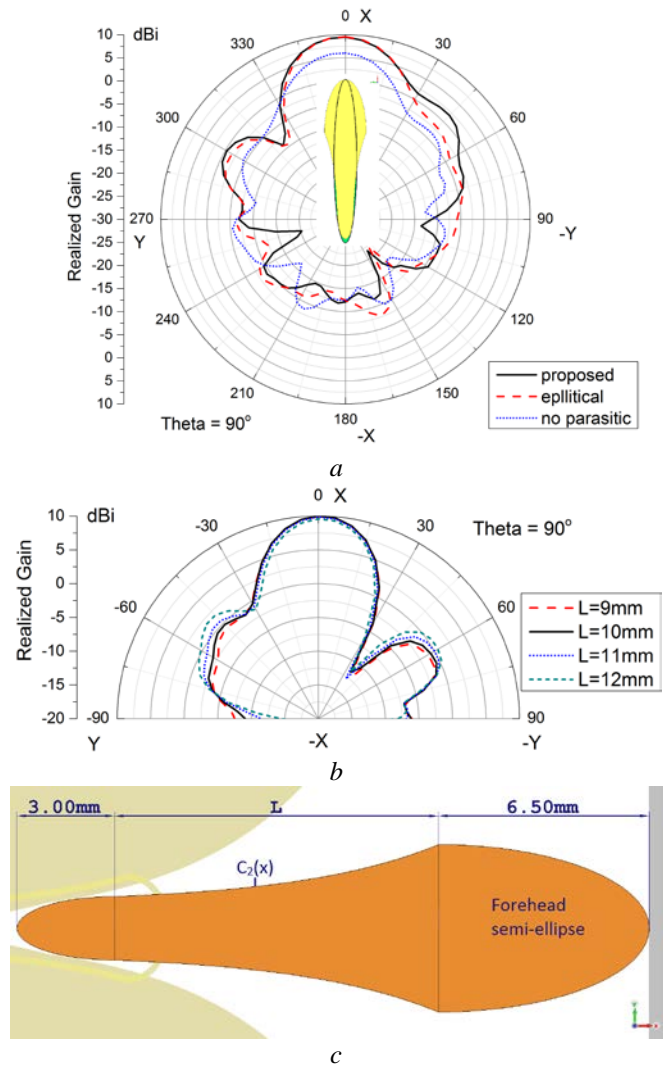 0 X
dBi
10
5
0
-5
-10
-15
-20
-25
-30
-25
-20
-15
-10
-5
0
5
10
Realized Gain
330
30
300
60
270
90
Y
-Y
240
120
210
150
180
-X
Theta = 90°
proposed
epllitical
no parasitic
a
0 X
dBi
10
5
0
-5
-10
-15
-20
Realized Gain
-30
30
Theta = 90°
-60
60
-90
90
Y
-X
-Y
L=9mm
L=10mm
L=11mm
L=12mm
b
3.00mm
L
6.50mm
C₂(x)
Forehead
semi-ellipse
Y
c